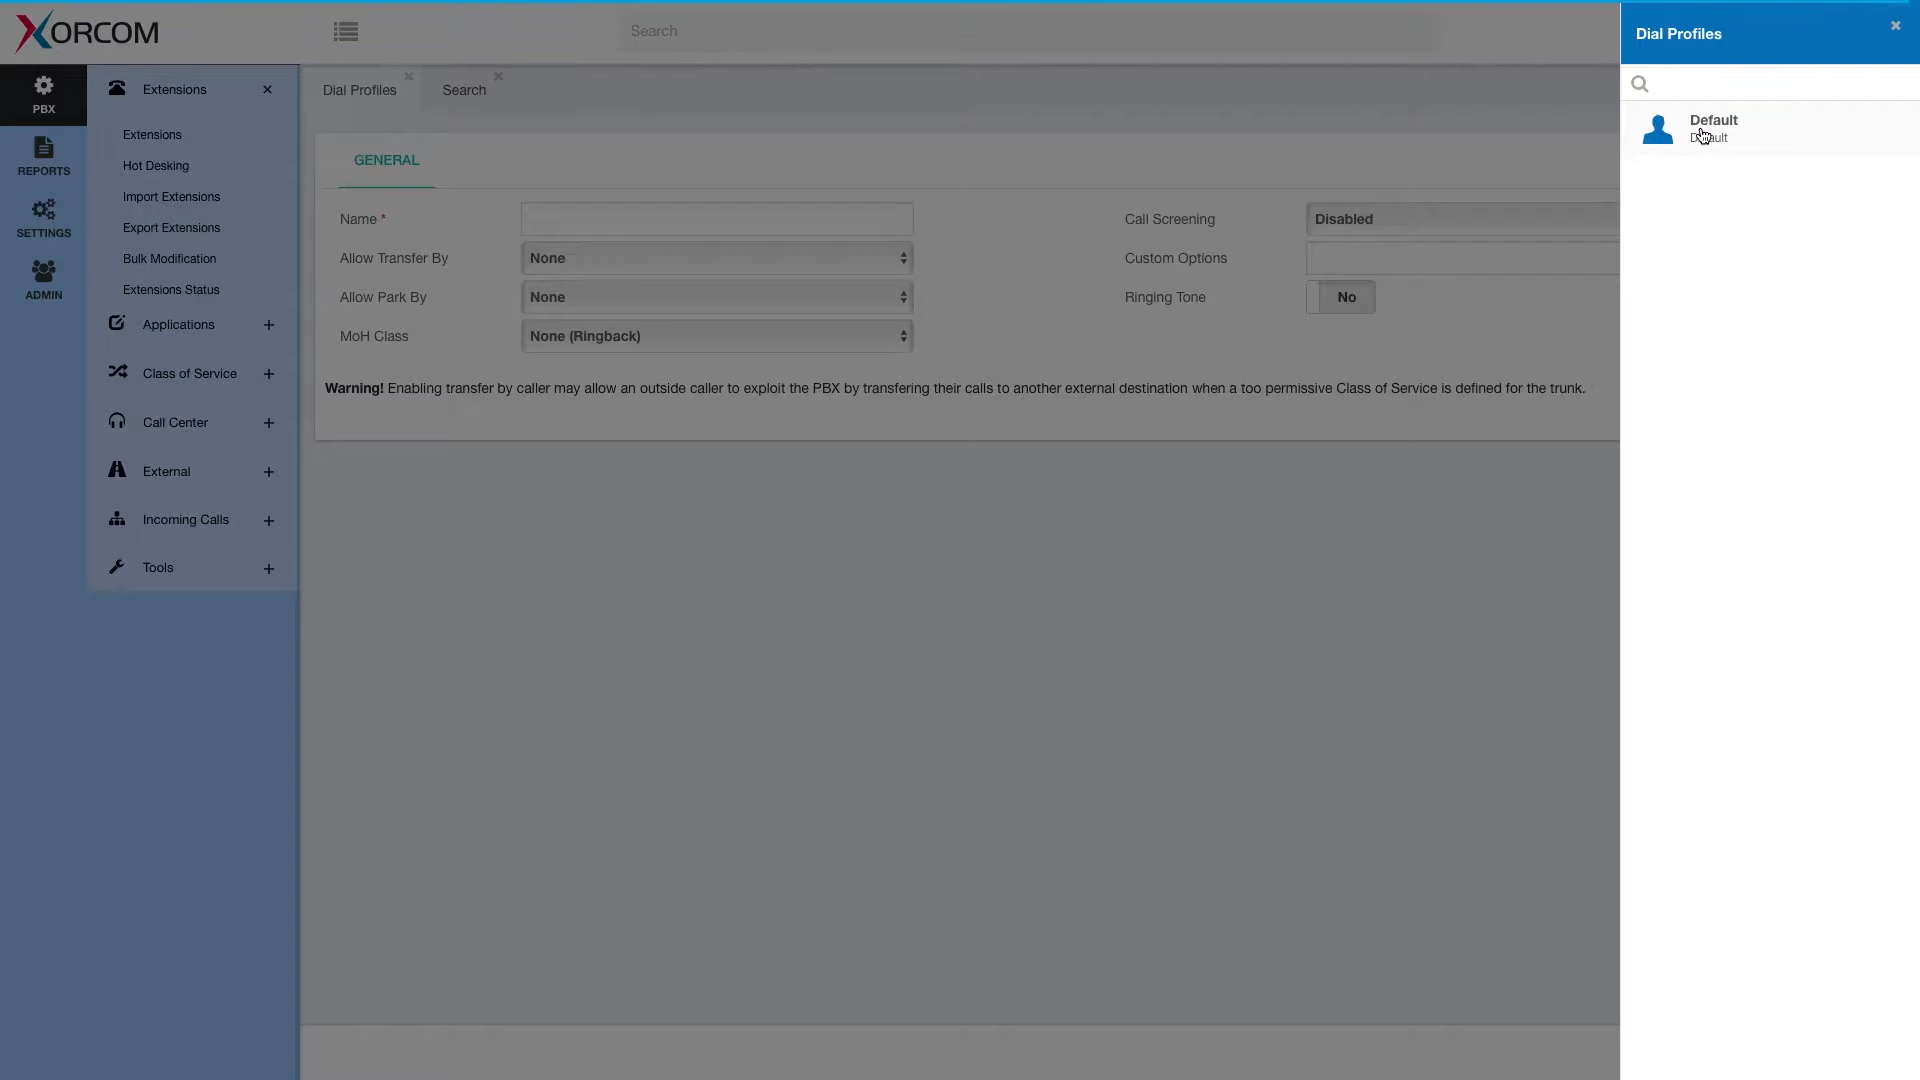 XORCOM
Search
Dial Profiles
PBX
REPORTS
SETTINGS
ADMIN
Extensions
Extensions
Hot Desking
Import Extensions
Export Extensions
Bulk Modification
Extensions Status
Applications
Class of Service
Call Center
External
Incoming Calls
Tools
Dial Profiles
Search
GENERAL
Name *
Allow Transfer By None
Allow Park By None
MoH Class None (Ringback)
Call Screening Disabled
Custom Options
Ringing Tone No
Warning! Enabling transfer by caller may allow an outside caller to exploit the PBX by transfering their calls to another external destination when a too permissive Class of Service is defined for the trunk.
Default